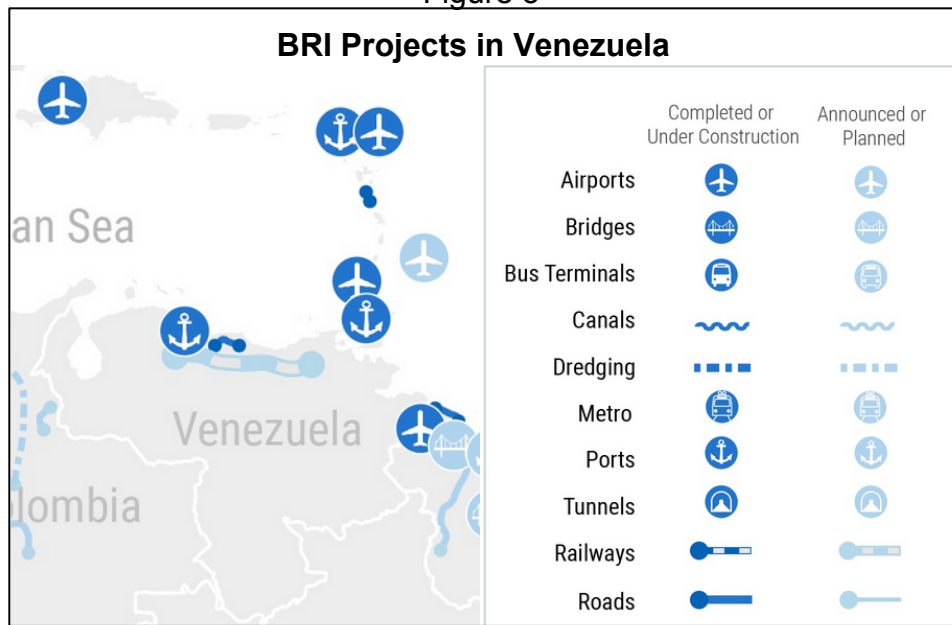 BRI Projects in Venezuela
an Sea
Venezuela
lombia
Completed or
Under Construction
Announced or
Planned
Airports
Bridges
Bus Terminals
Canals
Dredging
Metro
Ports
Tunnels
Railways
Roads